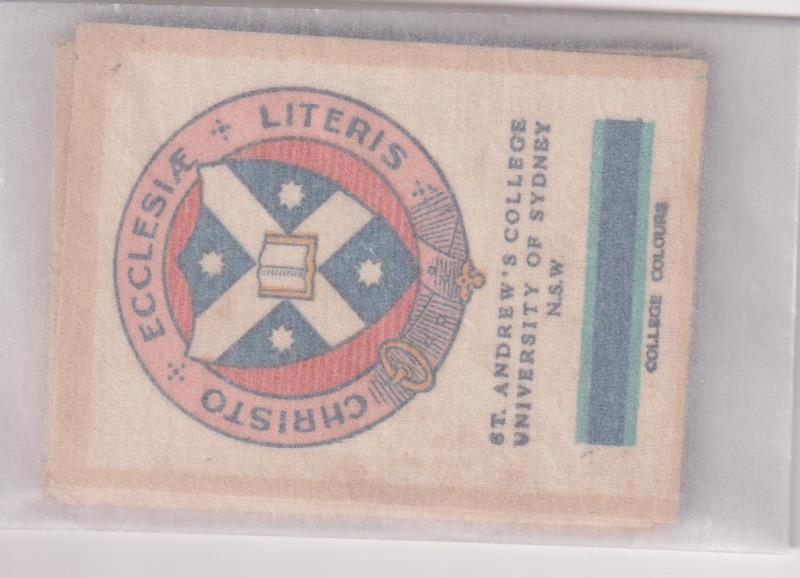 CHRISTO ✣ ECCLESIÆ ✣ LITERIS ✣
ST. ANDREW'S COLLEGE
UNIVERSITY OF SYDNEY
N.S.W
COLLEGE COLOURS